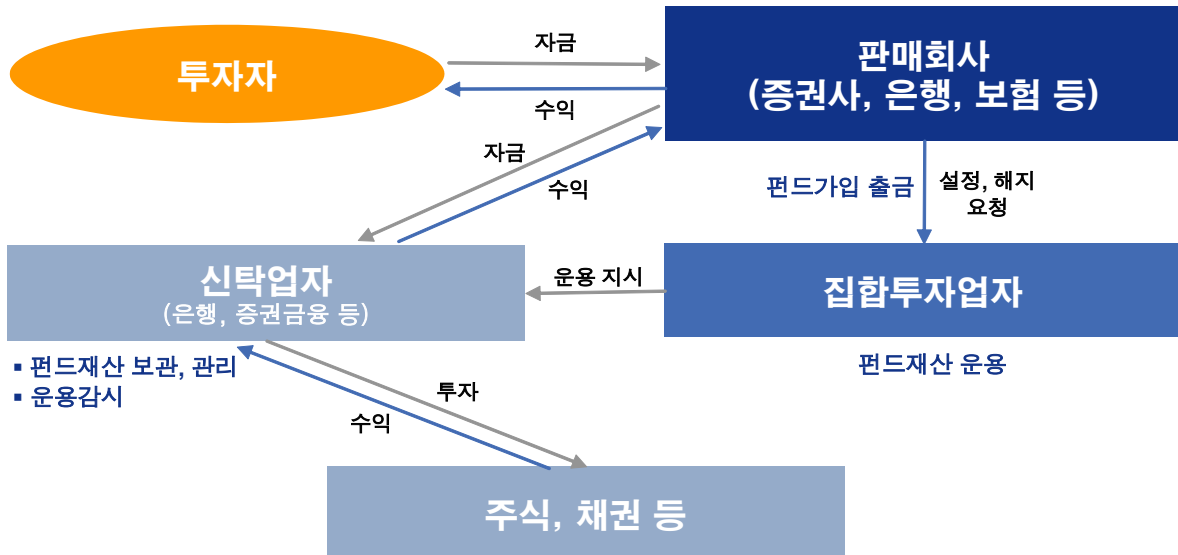 투자자
자금
수익
판매회사
(증권사, 은행, 보험 등)
자금
수익
펀드가입 출금
설정, 해지
요청
신탁업자
(은행, 증권금융 등)
운용 지시
집합투자업자
▪ 펀드재산 보관, 관리
▪ 운용감시
펀드재산 운용
투자
수익
주식, 채권 등